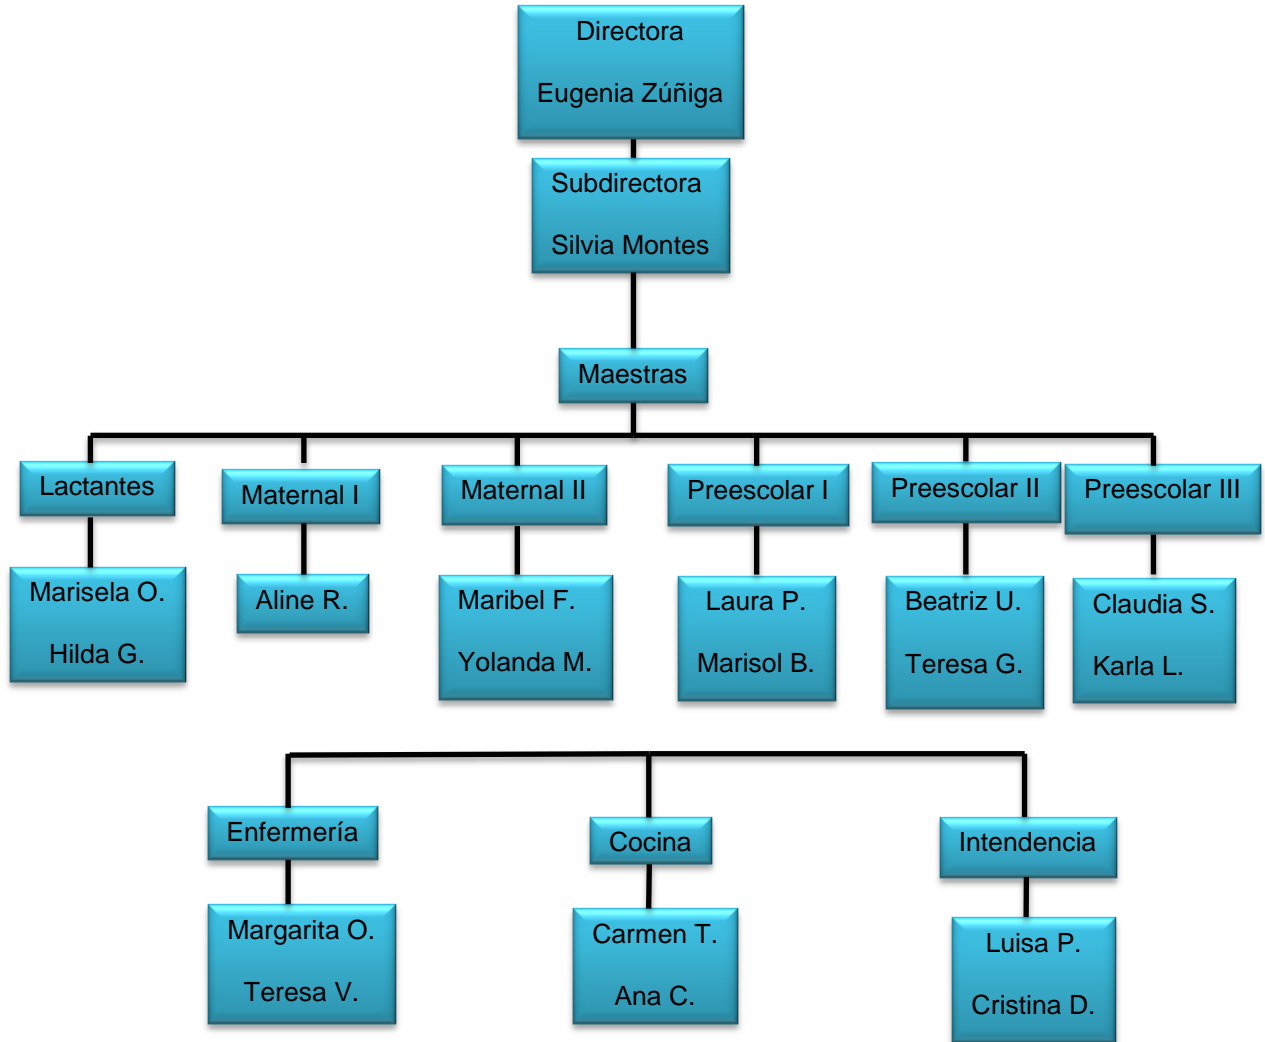 Directora
Eugenia Zúñiga
Subdirectora
Silvia Montes
Maestras
Lactantes
Maternal I
Maternal II
Preescolar I
Preescolar II
Preescolar III
Marisela O.
Hilda G.
Aline R.
Maribel F.
Yolanda M.
Laura P.
Marisol B.
Beatriz U.
Teresa G.
Claudia S.
Karla L.
Enfermería
Cocina
Intendencia
Margarita O.
Teresa V.
Carmen T.
Ana C.
Luisa P.
Cristina D.